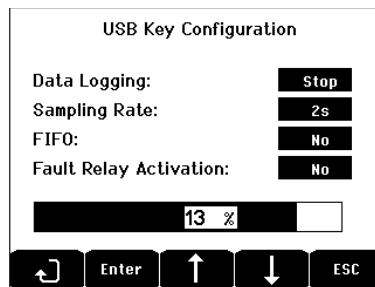 USB Key Configuration
Data Logging: Stop
Sampling Rate: 2s
FIFO: No
Fault Relay Activation: No
13 %
Enter ESC